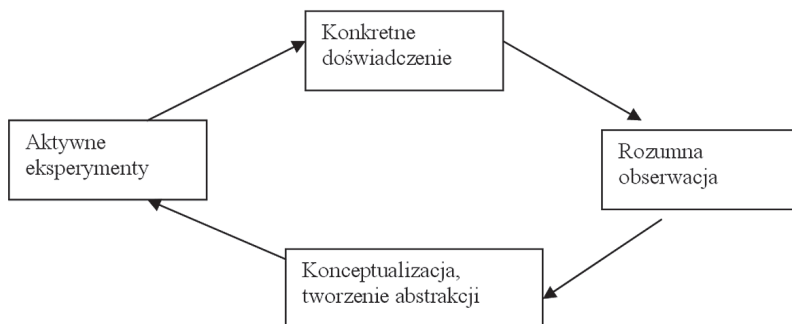 Konkretne
doświadczenie
Aktywne
eksperymenty
Rozumna
obserwacja
Konceptualizacja,
tworzenie abstrakcji